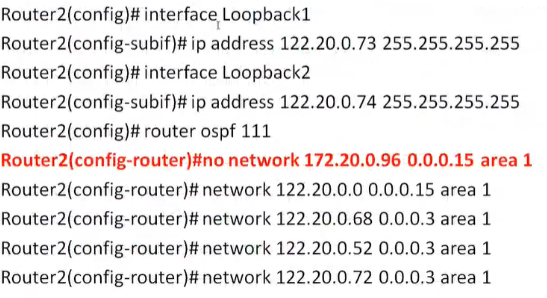 Router2(config)# interface Loopback1
Router2(config-subif)# ip address 122.20.0.73 255.255.255.255
Router2(config)# interface Loopback2
Router2(config-subif)# ip address 122.20.0.74 255.255.255.255
Router2(config)# router ospf 111
Router2(config-router)#no network 172.20.0.96 0.0.0.15 area 1
Router2(config-router)# network 122.20.0.0 0.0.0.15 area 1
Router2(config-router)# network 122.20.0.68 0.0.0.3 area 1
Router2(config-router)# network 122.20.0.52 0.0.0.3 area 1
Router2(config-router)# network 122.20.0.72 0.0.0.3 area 1